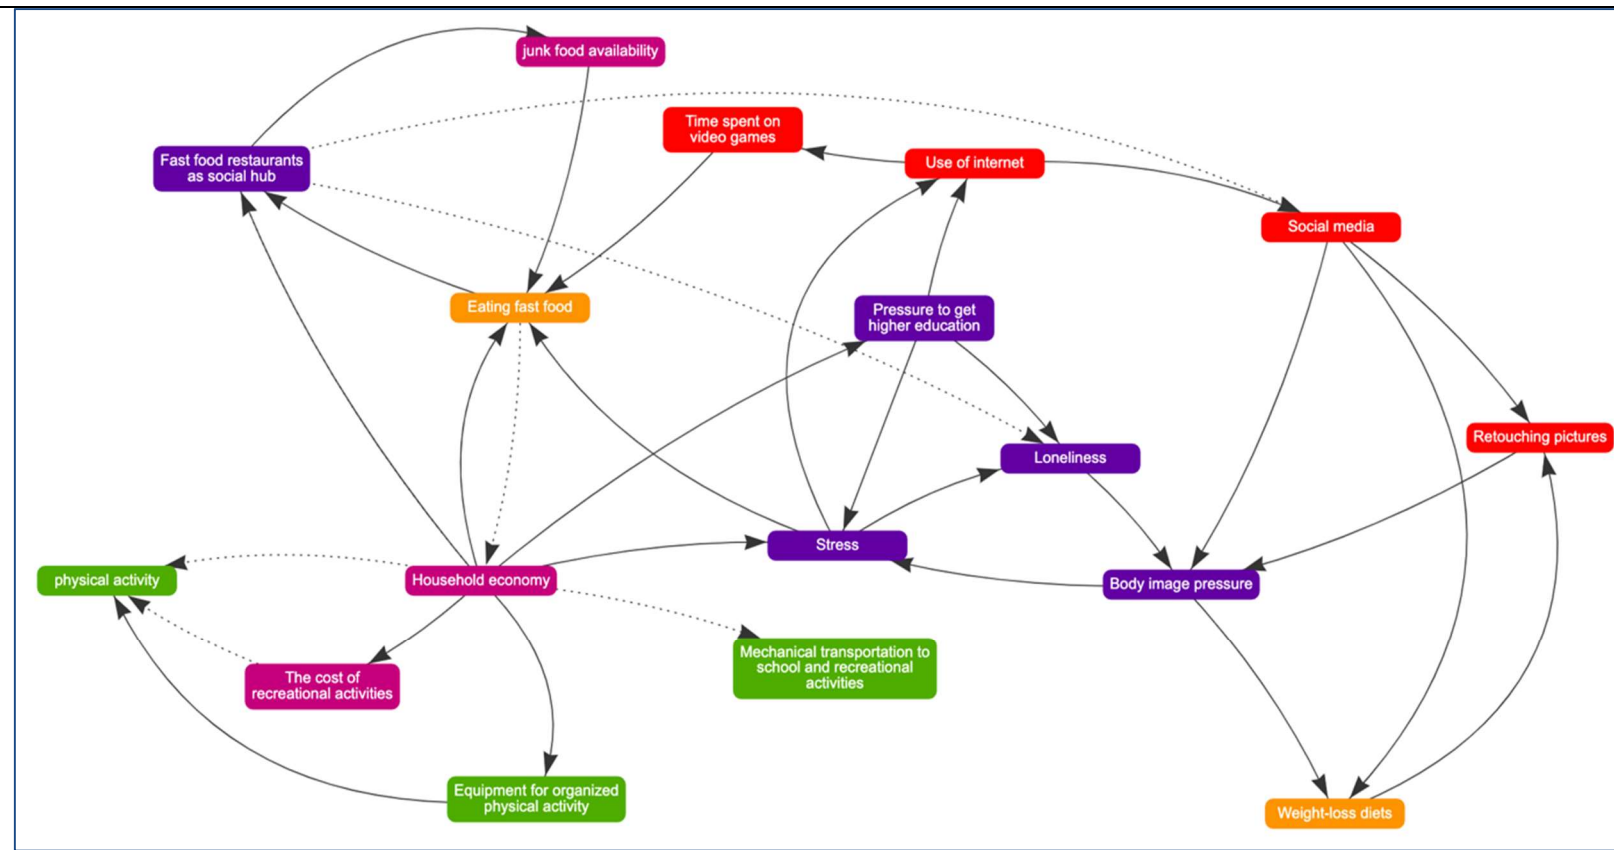 junk food availability
Time spent on
video games
Fast food restaurants
as social hub
Use of internet
Social media
Eating fast food
Pressure to get
higher education
Retouching pictures
Loneliness
Stress
physical activity
Household economy
Body image pressure
Mechanical transportation to
school and recreational
activities
The cost of
recreational activities
Equipment for organized
physical activity
Weight-loss diets